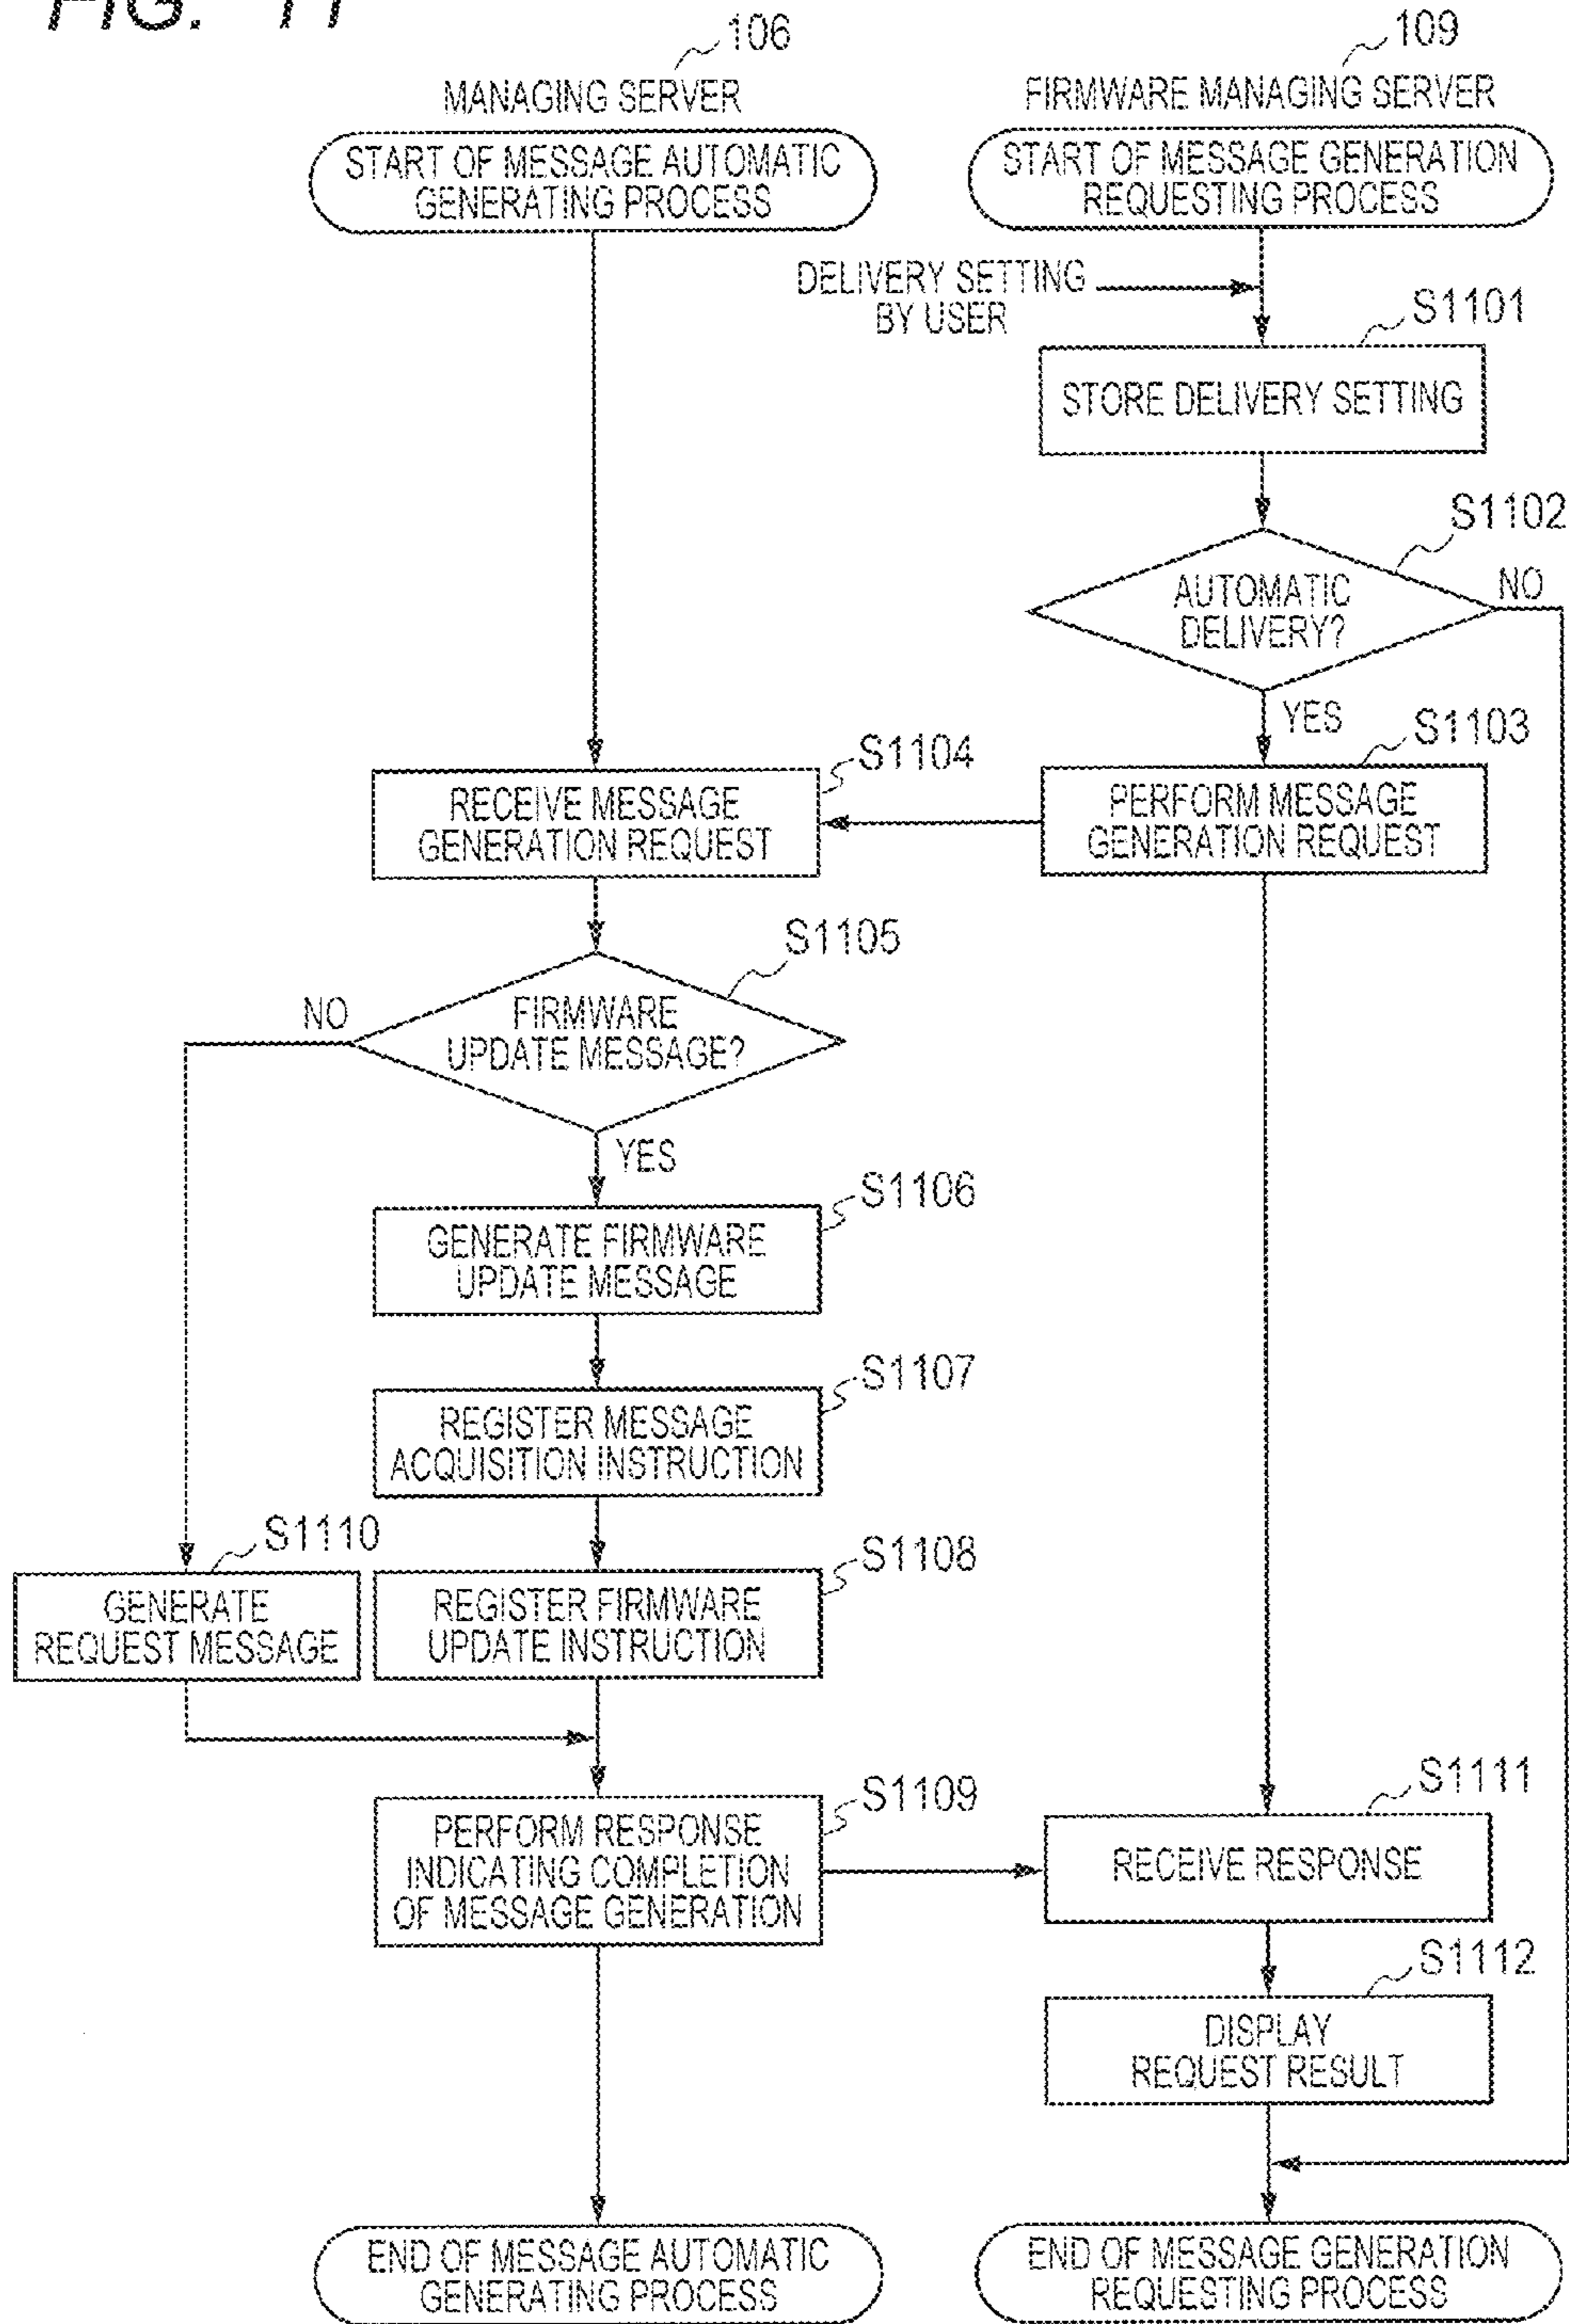 FIG. 11
106
MANAGING SERVER
START OF MESSAGE AUTOMATIC
GENERATING PROCESS
109
FIRMWARE MANAGING SERVER
START OF MESSAGE GENERATION
REQUESTING PROCESS
DELIVERY SETTING
BY USER
S1101
STORE DELIVERY SETTING
S1102
AUTOMATIC
DELIVERY?
NO
YES
S1103
PERFORM MESSAGE
GENERATION REQUEST
S1104
RECEIVE MESSAGE
GENERATION REQUEST
S1105
FIRMWARE
UPDATE MESSAGE?
NO
YES
S1106
GENERATE FIRMWARE
UPDATE MESSAGE
S1107
REGISTER MESSAGE
ACQUISITION INSTRUCTION
S1110
GENERATE
REQUEST MESSAGE
S1108
REGISTER FIRMWARE
UPDATE INSTRUCTION
S1109
PERFORM RESPONSE
INDICATING COMPLETION
OF MESSAGE GENERATION
S1111
RECEIVE RESPONSE
S1112
DISPLAY
REQUEST RESULT
END OF MESSAGE AUTOMATIC
GENERATING PROCESS
END OF MESSAGE GENERATION
REQUESTING PROCESS